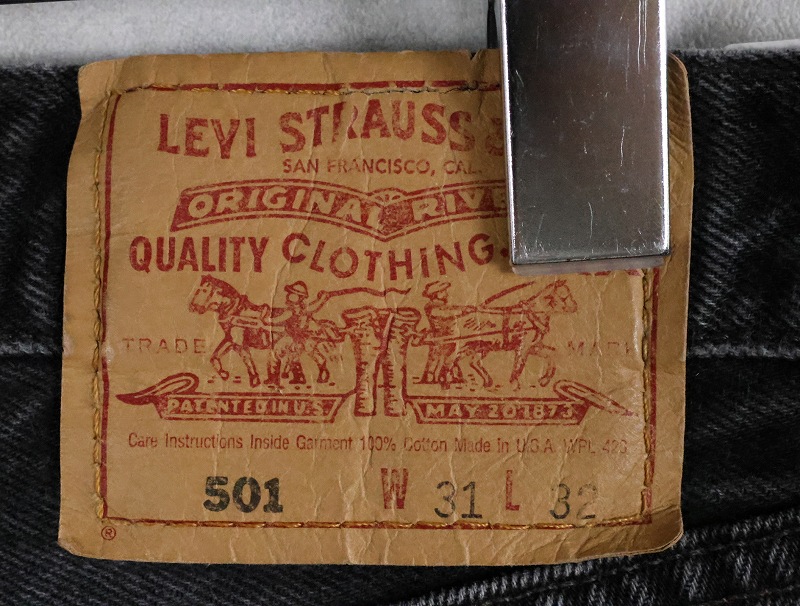 LEVI STRAUSS &
SAN FRANCISCO, CAL.
ORIGINAL
QUALITY CLOTHING
TRADE MARK
PATENTED IN U.S. MAY 20 1873
Care Instructions Inside Garment 100% Cotton Made in U.S.A. WPL 423
501 W 31 L 32
®